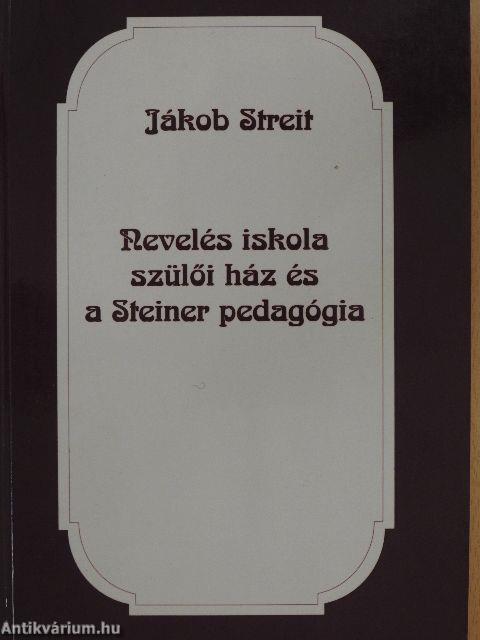 Jákob Streit
Nevelés iskola
szülői ház és
a Steiner pedagógia
Antikvárium.hu